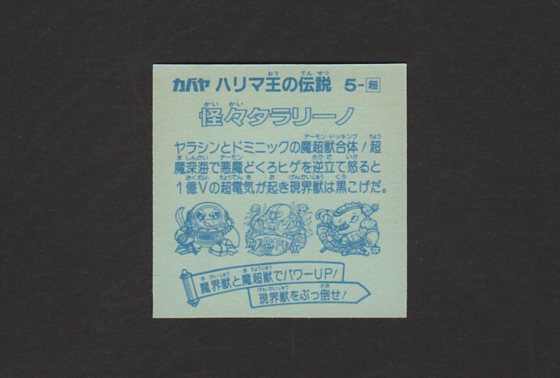 カバヤ ハリマ王の伝説 5-超
怪々タラリーノ
ヤラシンとドミニックの魔超獣合体！超
魔深海で悪魔どくろヒゲを逆立て怒ると
1億Vの超電気が起き現界獣は黒こげだ。
魔界獣と魔超獣でパワーUP！
現界獣をぶっ倒せ！